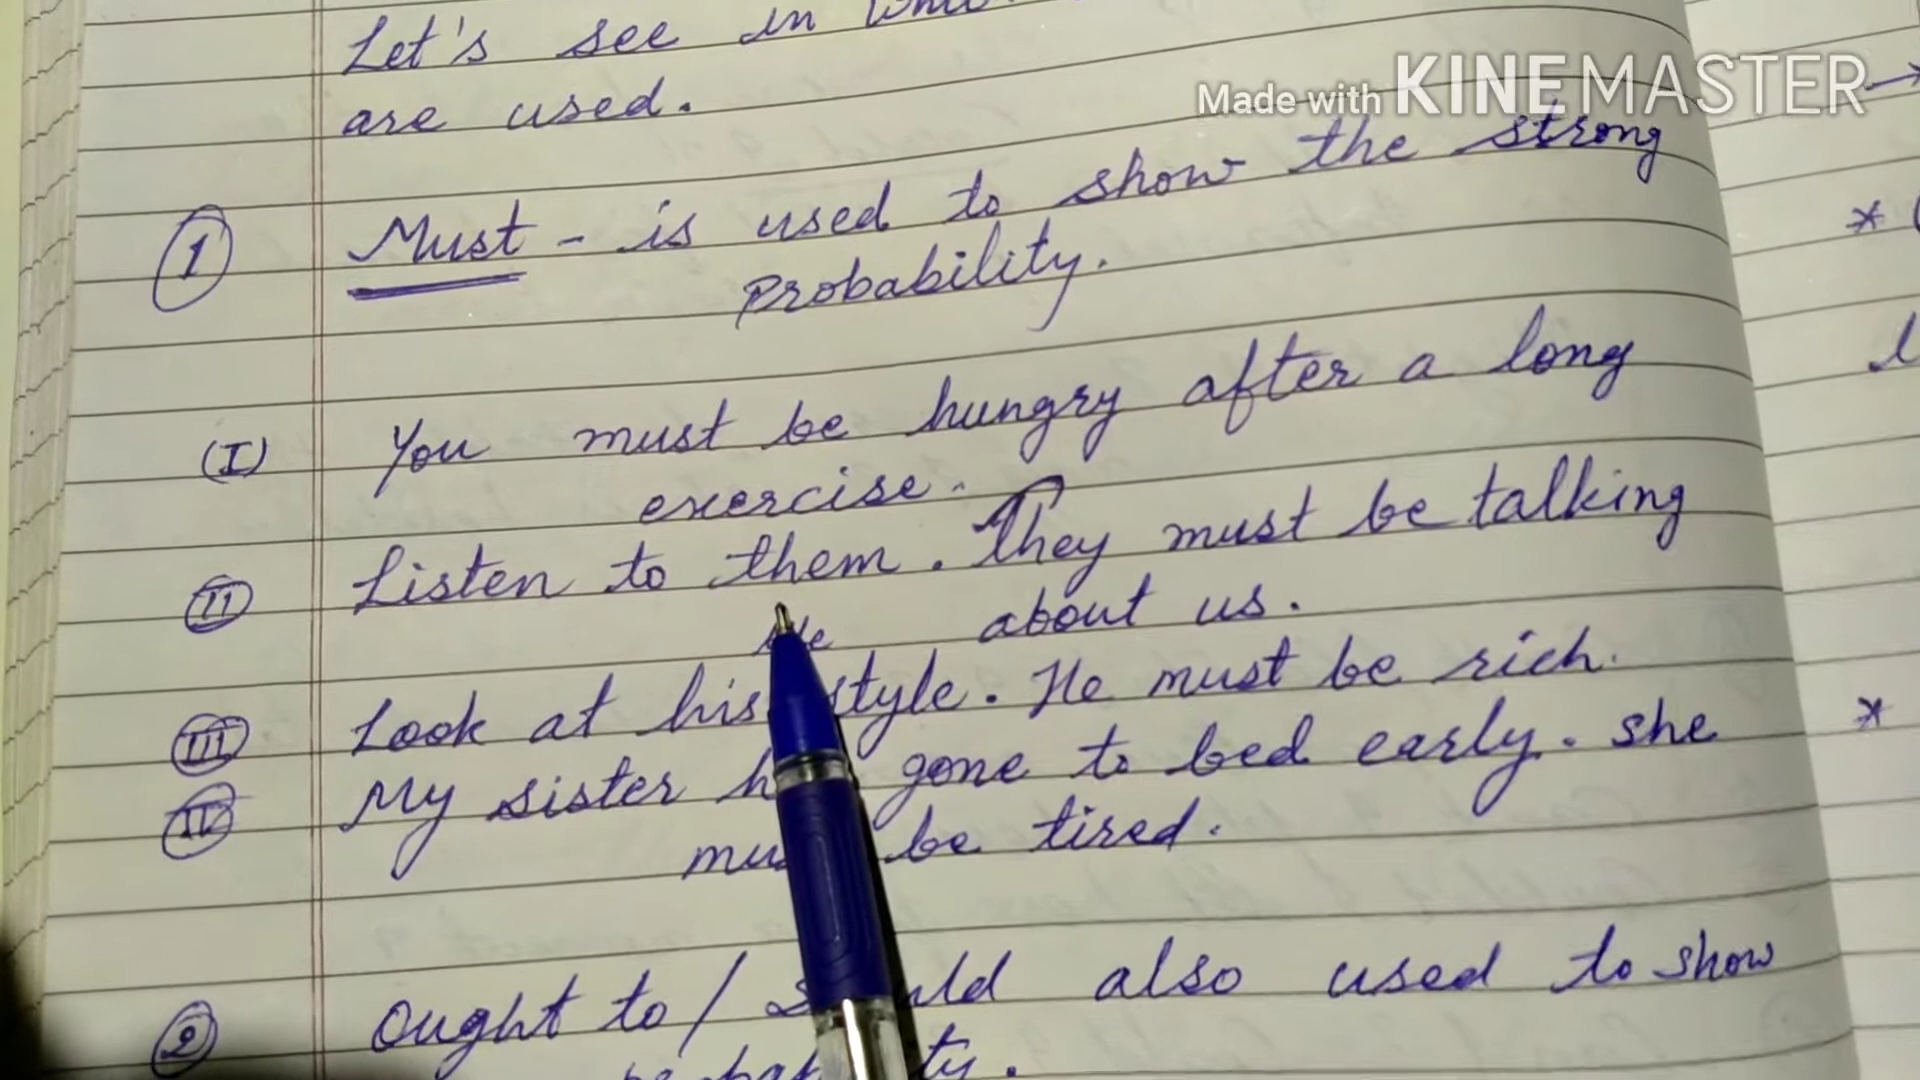 Let's see in
are used.
Made with KINEMASTER
① Must - is used to show the strong
probability.
(I) You must be hungry after a long
exercise.
(II) Listen to them. They must be talking
about us.
(III) Look at his style. He must be rich.
(IV) My sister gone to bed early. she
be tired.
② Ought to / also used to show